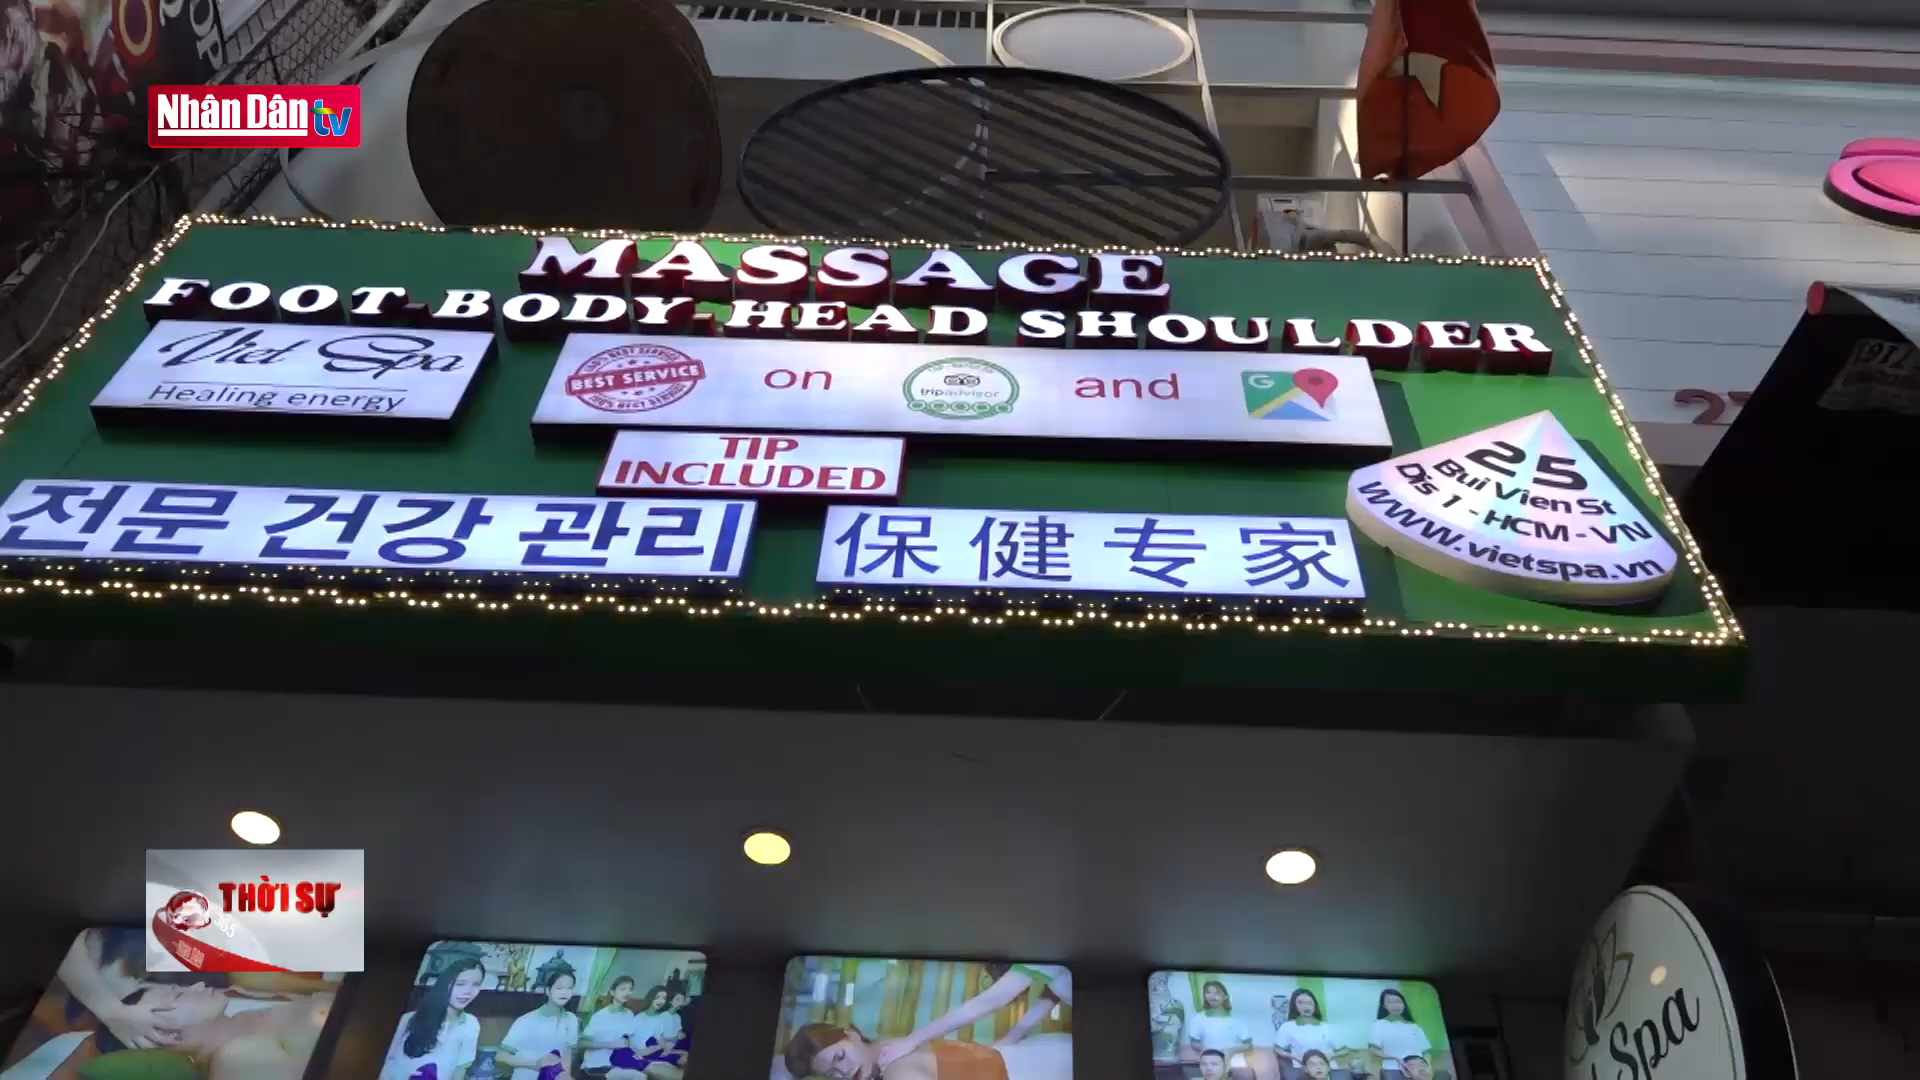 Nhân Dân tv
MASSAGE
FOOT-BODY-HEAD SHOULDER
Viet Spa
Healing energy
BEST SERVICE
on
tripadvisor
and
G
TIP
INCLUDED
전문 건강 관리
保健专家
25
Bui Vien St
Dis 1 - HCM - VN
www.vietspa.vn
THỜI SỰ
365
Spa